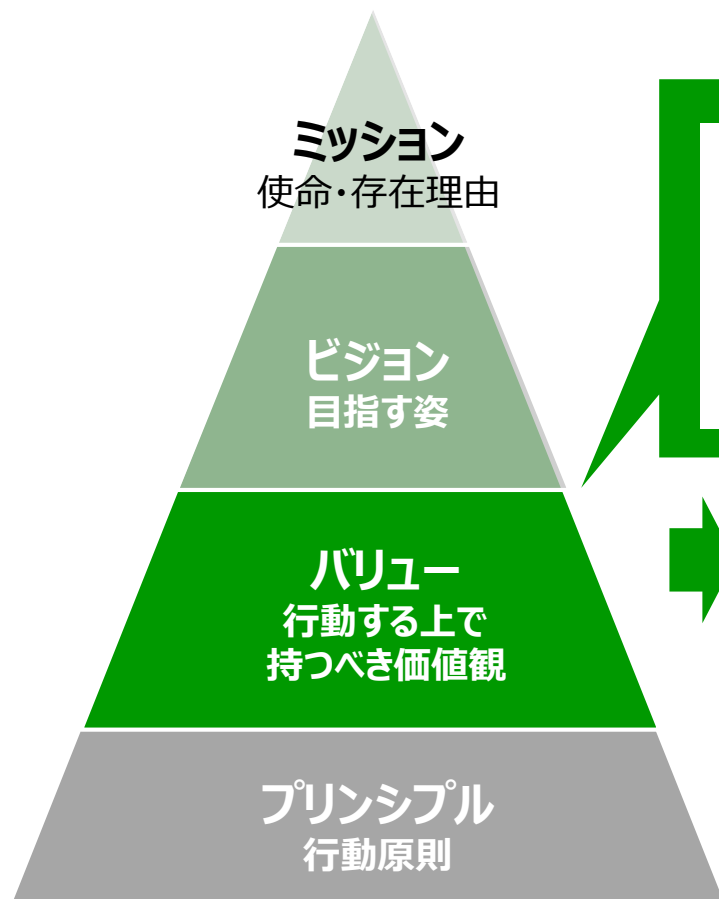 ミッション
使命・存在理由
ビジョン
目指す姿
バリュー
行動する上で
持つべき価値観
プリンシプル
行動原則